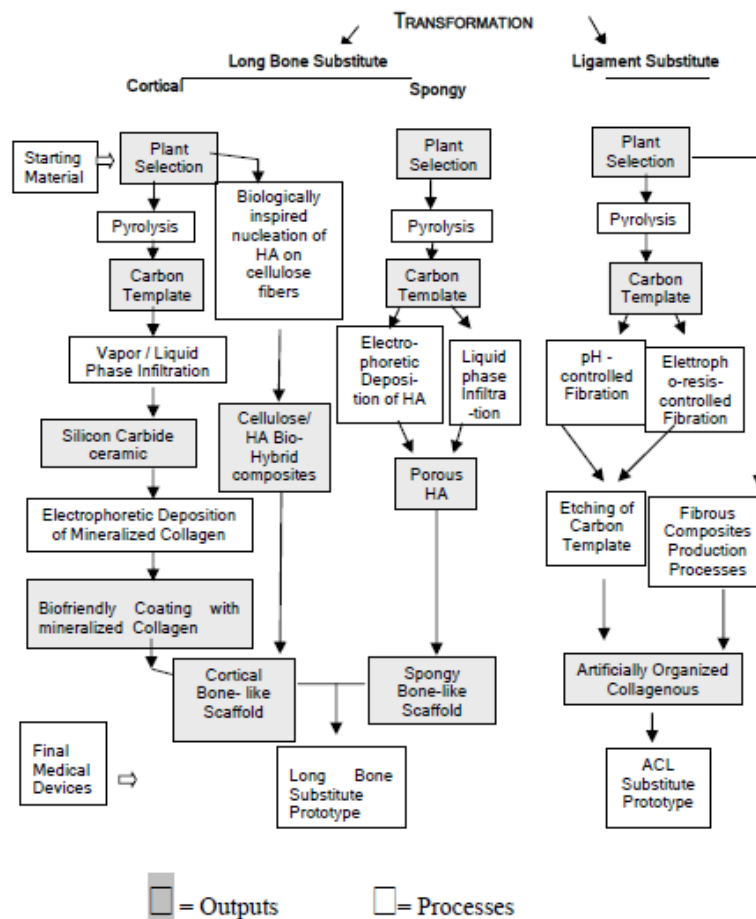 TRANSFORMATION
Long Bone Substitute
Ligament Substitute
Cortical
Spongy
Starting
Material
Plant
Selection
Pyrolysis
Carbon
Template
Vapor / Liquid
Phase Infiltration
Silicon Carbide
ceramic
Electrophoretic Deposition
of Mineralized Collagen
Biofriendly Coating with
mineralized Collagen
Biologically
inspired
nucleation of
HA on
cellulose
fibers
Cellulose/
HA Bio-
Hybrid
composites
Cortical
Bone- like
Scaffold
Plant
Selection
Pyrolysis
Carbon
Template
Electro-
phoretic
Deposi-
tion of HA
Liquid
phase
Infiltra
-tion
Porous
HA
Spongy
Bone-like
Scaffold
Plant
Selection
Pyrolysis
Carbon
Template
pH -
controlled
Fibration
Elettropho
o-resis-
controlled
Fibration
Etching of
Carbon
Template
Fibrous
Composites
Production
Processes
Artificially Organized
Collagenous
Final
Medical
Devices
Long Bone
Substitute
Prototype
ACL
Substitute
Prototype
= Outputs
=Processes